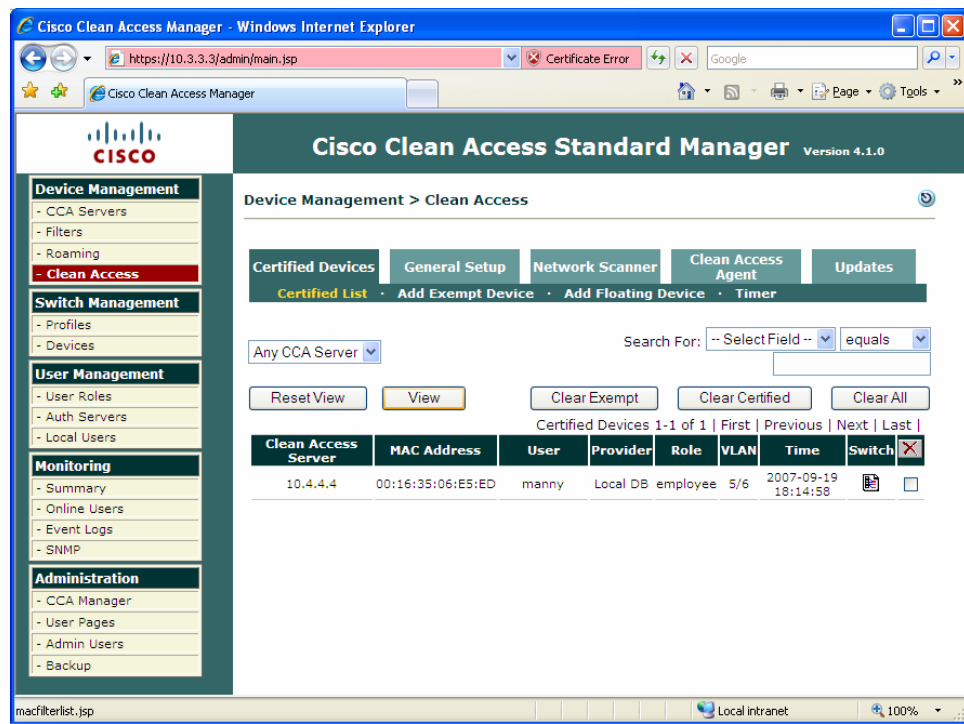 Cisco Clean Access Manager - Windows Internet Explorer
https://10.3.3.3/admin/main.jsp
Certificate Error
Google
Cisco Clean Access Manager
Page
Tools
»
CISCO
Cisco Clean Access Standard Manager Version 4.1.0
Device Management
- CCA Servers
- Filters
- Roaming
- Clean Access
Switch Management
- Profiles
- Devices
User Management
- User Roles
- Auth Servers
- Local Users
Monitoring
- Summary
- Online Users
- Event Logs
- SNMP
Administration
- CCA Manager
- User Pages
- Admin Users
- Backup
Device Management > Clean Access
Certified Devices
General Setup
Network Scanner
Clean Access Agent
Updates
Certified List · Add Exempt Device · Add Floating Device · Timer
Any CCA Server
Search For: -- Select Field -- equals
Reset View
View
Clear Exempt
Clear Certified
Clear All
Certified Devices 1-1 of 1 | First | Previous | Next | Last |
Clean Access Server MAC Address User Provider Role VLAN Time Switch
10.4.4.4 00:16:35:06:E5:ED manny Local DB employee 5/6 2007-09-19 18:14:58
macfilterlist.jsp
Local intranet
100%